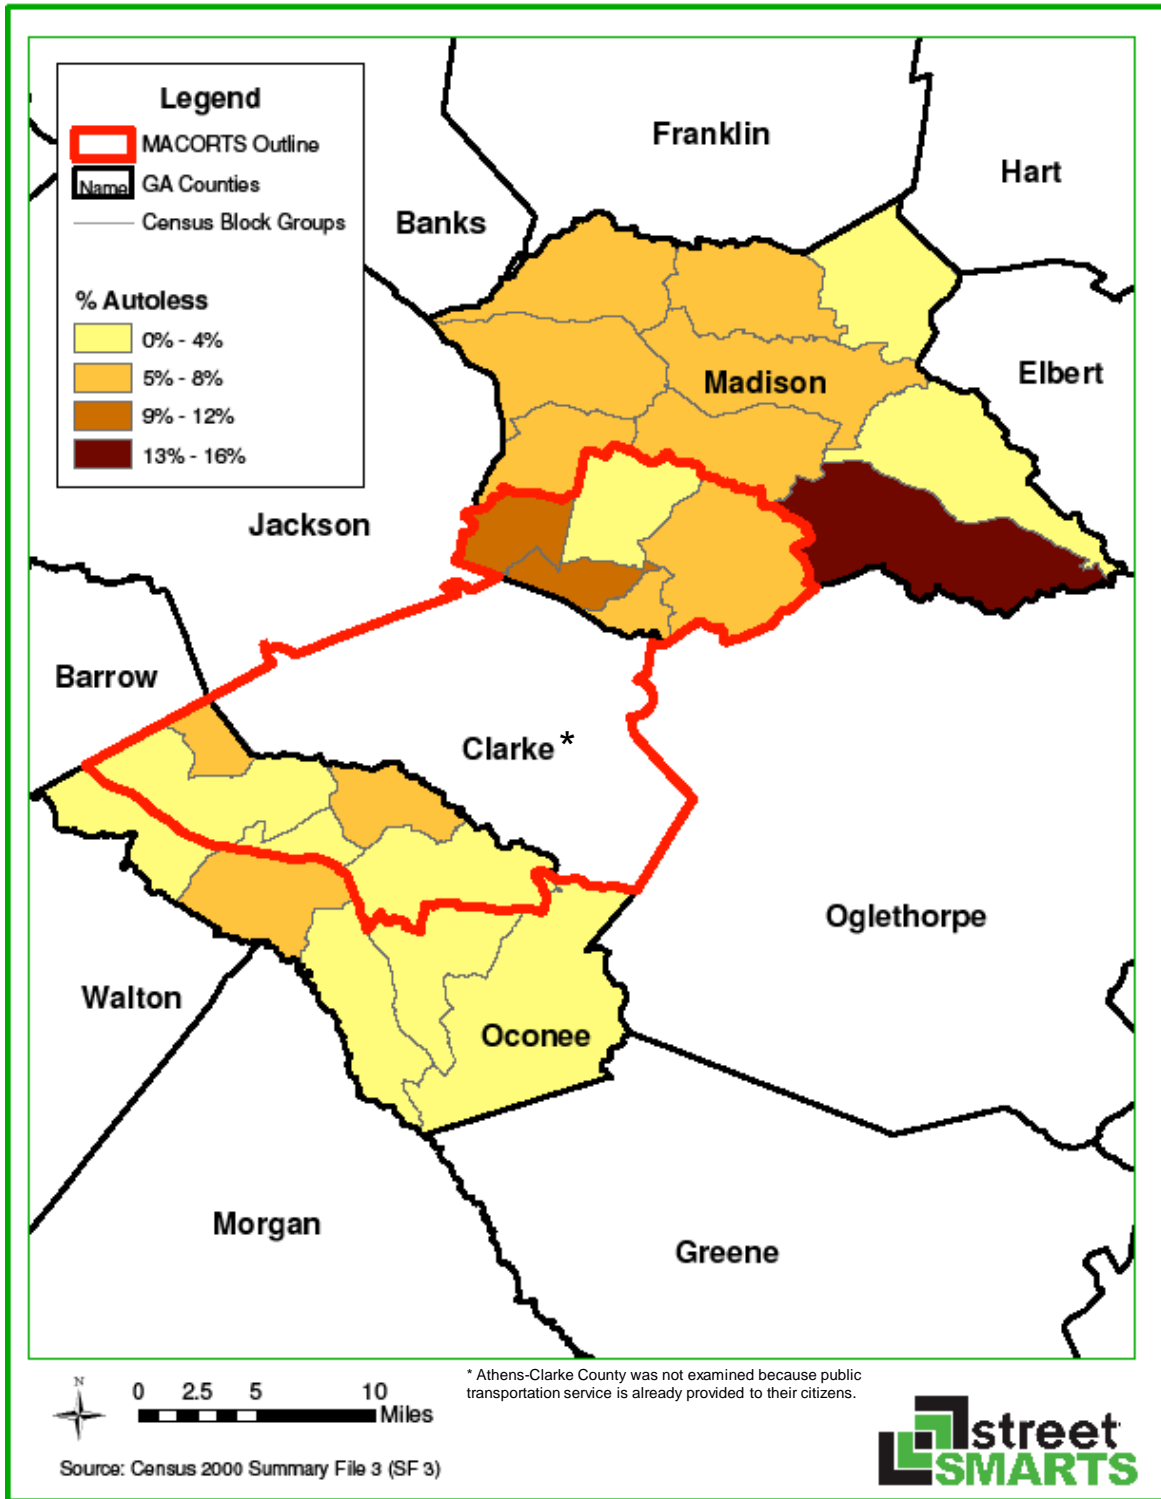 Legend
MACORTS Outline
Name GA Counties
Census Block Groups
% Autoless
0% - 4%
5% - 8%
9% - 12%
13% - 16%
Franklin
Hart
Banks
Madison
Elbert
Jackson
Barrow
Clarke *
Oglethorpe
Walton
Oconee
Morgan
Greene
* Athens-Clarke County was not examined because public
transportation service is already provided to their citizens.
N
0 2.5 5 10
Miles
Source: Census 2000 Summary File 3 (SF 3)
street
SMARTS